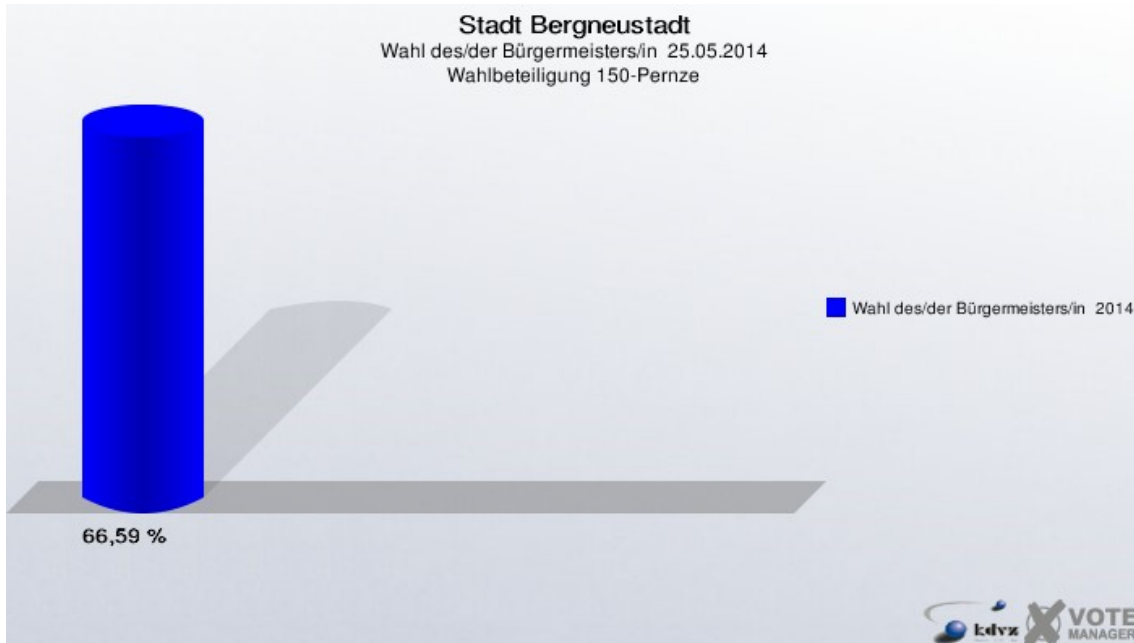 Stadt Bergneustadt
Wahl des/der Bürgermeisters/in 25.05.2014
Wahlbeteiligung 150-Pernze
Wahl des/der Bürgermeisters/in 2014
66,59 %
kdvz
VOTE
MANAGER